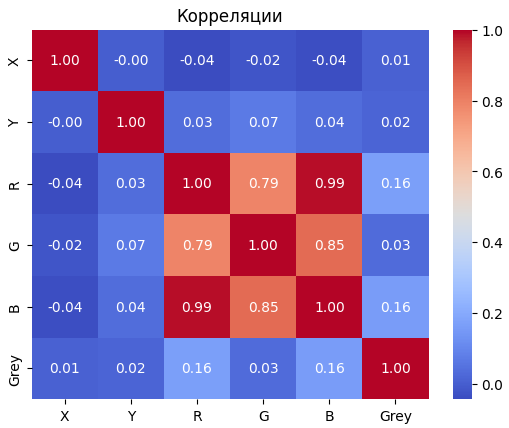 Корреляции
X 1.00 -0.00 -0.04 -0.02 -0.04 0.01
Y -0.00 1.00 0.03 0.07 0.04 0.02
R -0.04 0.03 1.00 0.79 0.99 0.16
G -0.02 0.07 0.79 1.00 0.85 0.03
B -0.04 0.04 0.99 0.85 1.00 0.16
Grey 0.01 0.02 0.16 0.03 0.16 1.00
X Y R G B Grey
1.0
0.8
0.6
0.4
0.2
0.0